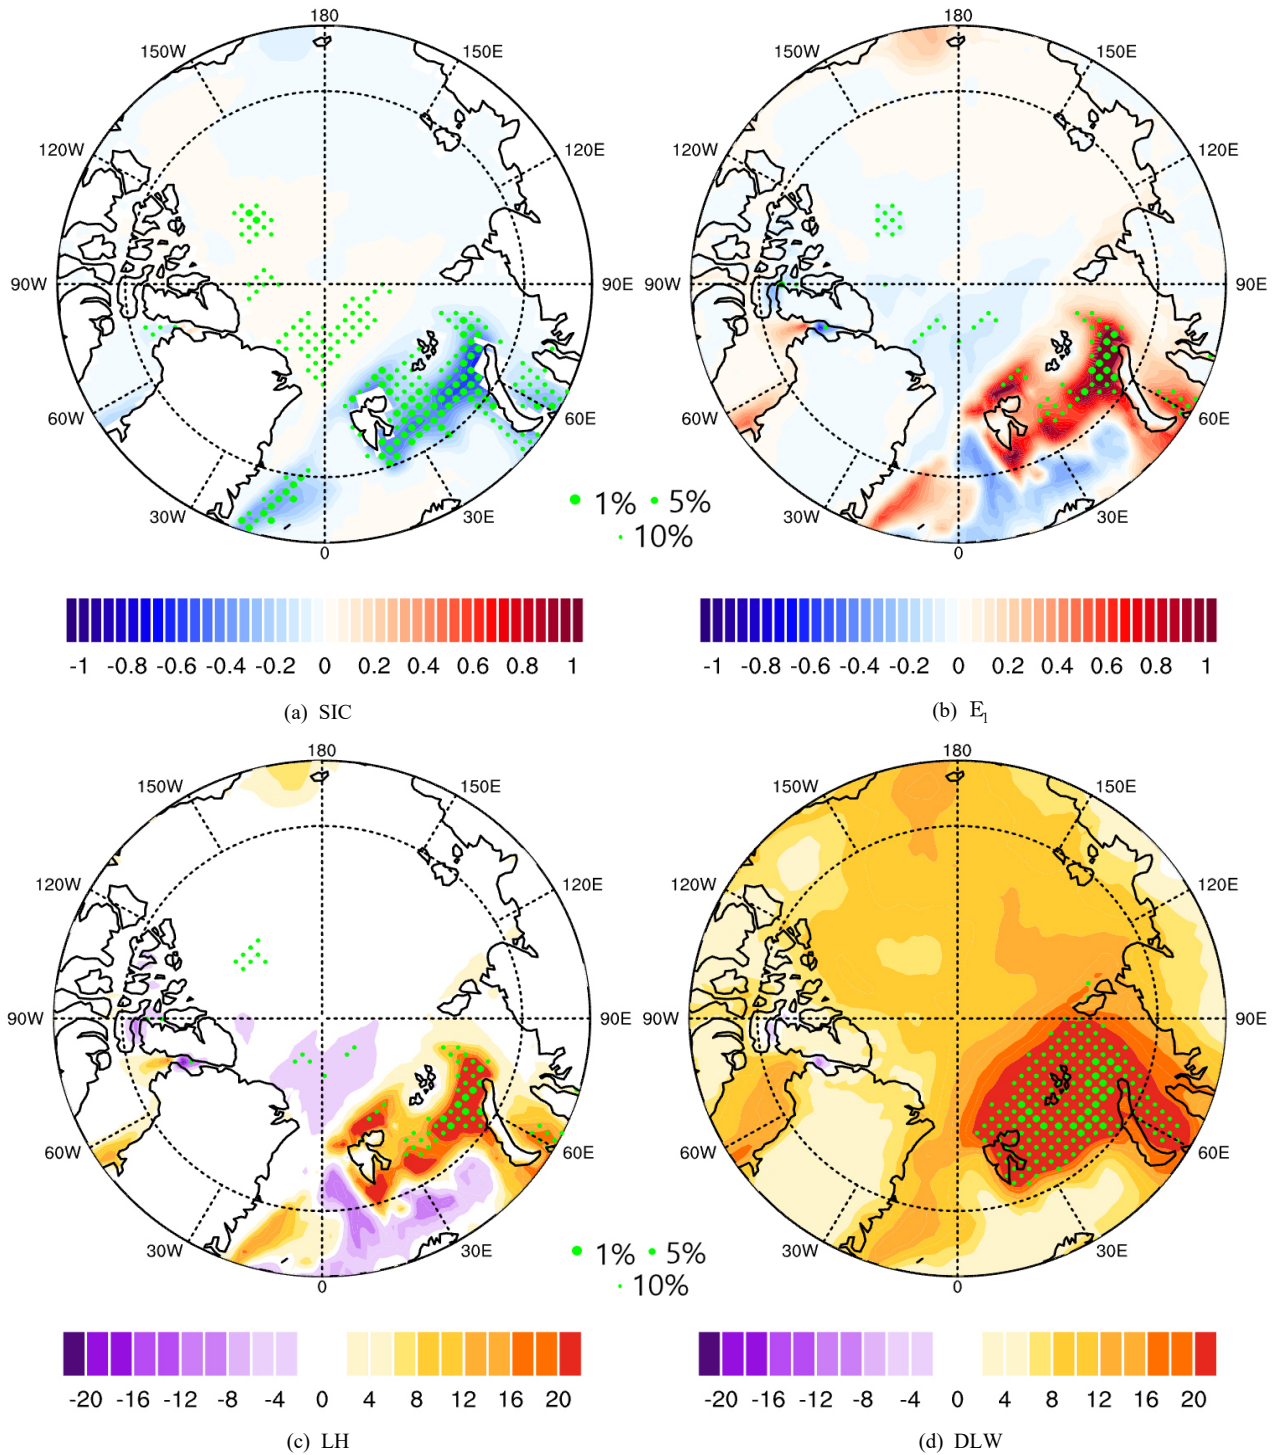 180 180
150W 150E 150W 150E
120W 120E 120W 120E
90W 90E 90W 90E
60W 60E 60W 60E
30W 30E 30W 30E
0 0
1% 5%
10%
-1 -0.8 -0.6 -0.4 -0.2 0 0.2 0.4 0.6 0.8 1 -1 -0.8 -0.6 -0.4 -0.2 0 0.2 0.4 0.6 0.8 1
(a) SIC (b) E1
180 180
150W 150E 150W 150E
120W 120E 120W 120E
90W 90E 90W 90E
60W 60E 60W 60E
30W 30E 30W 30E
0 0
1% 5%
10%
-20 -16 -12 -8 -4 0 4 8 12 16 20 -20 -16 -12 -8 -4 0 4 8 12 16 20
(c) LH (d) DLW